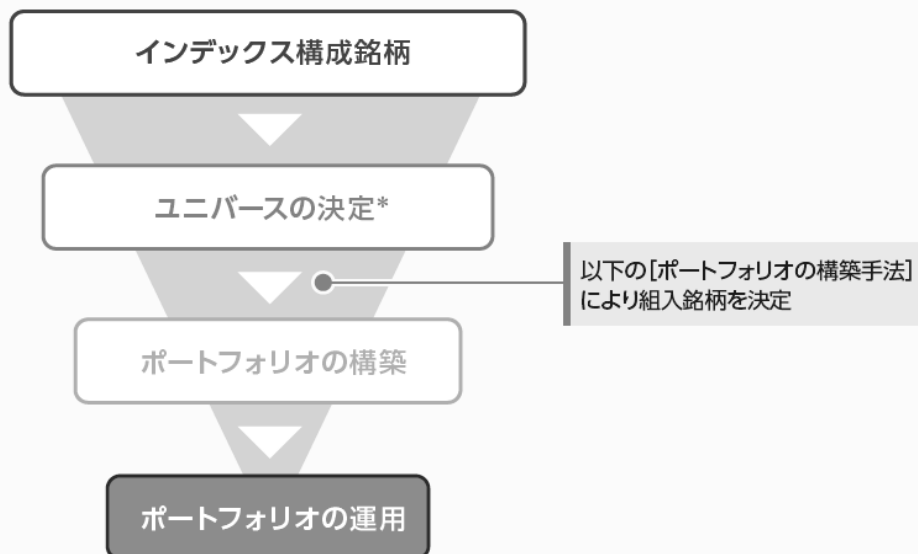 インデックス構成銘柄
ユニバースの決定*
以下の[ポートフォリオの構築手法]
により組入銘柄を決定
ポートフォリオの構築
ポートフォリオの運用